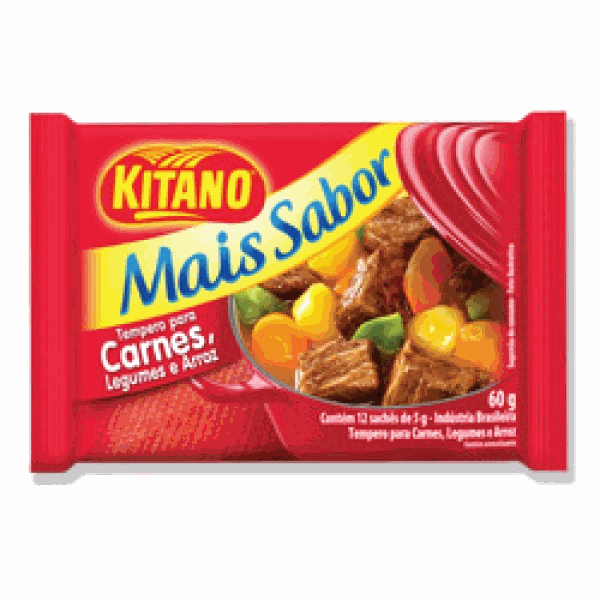 KITANO
Mais Sabor
Tempero para
Carnes,
Legumes e Arroz
60 g
Contém 12 sachês de 5 g - Indústria Brasileira
Tempero para Carnes, Legumes e Arroz